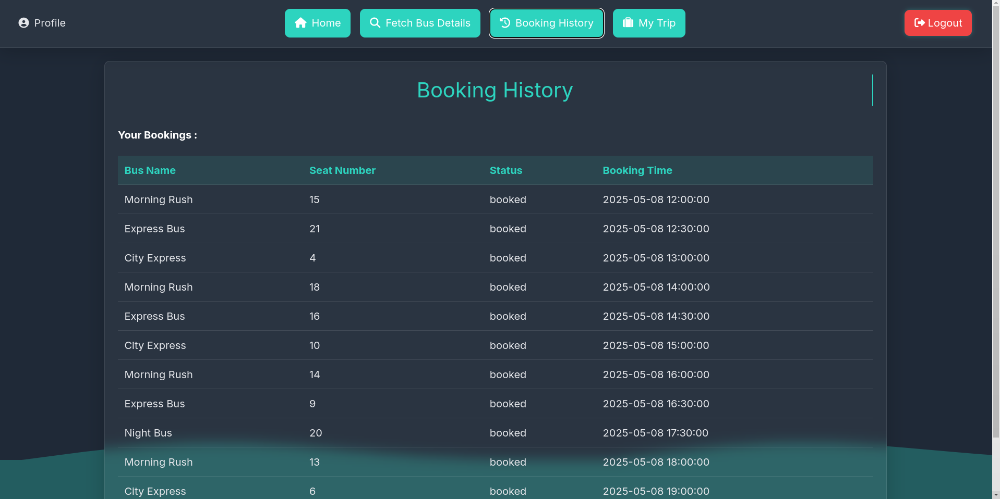 Profile Home Fetch Bus Details Booking History My Trip Logout
Booking History
Your Bookings :
Bus Name Seat Number Status Booking Time
Morning Rush 15 booked 2025-05-08 12:00:00
Express Bus 21 booked 2025-05-08 12:30:00
City Express 4 booked 2025-05-08 13:00:00
Morning Rush 18 booked 2025-05-08 14:00:00
Express Bus 16 booked 2025-05-08 14:30:00
City Express 10 booked 2025-05-08 15:00:00
Morning Rush 14 booked 2025-05-08 16:00:00
Express Bus 9 booked 2025-05-08 16:30:00
Night Bus 20 booked 2025-05-08 17:30:00
Morning Rush 13 booked 2025-05-08 18:00:00
City Express 6 booked 2025-05-08 19:00:00